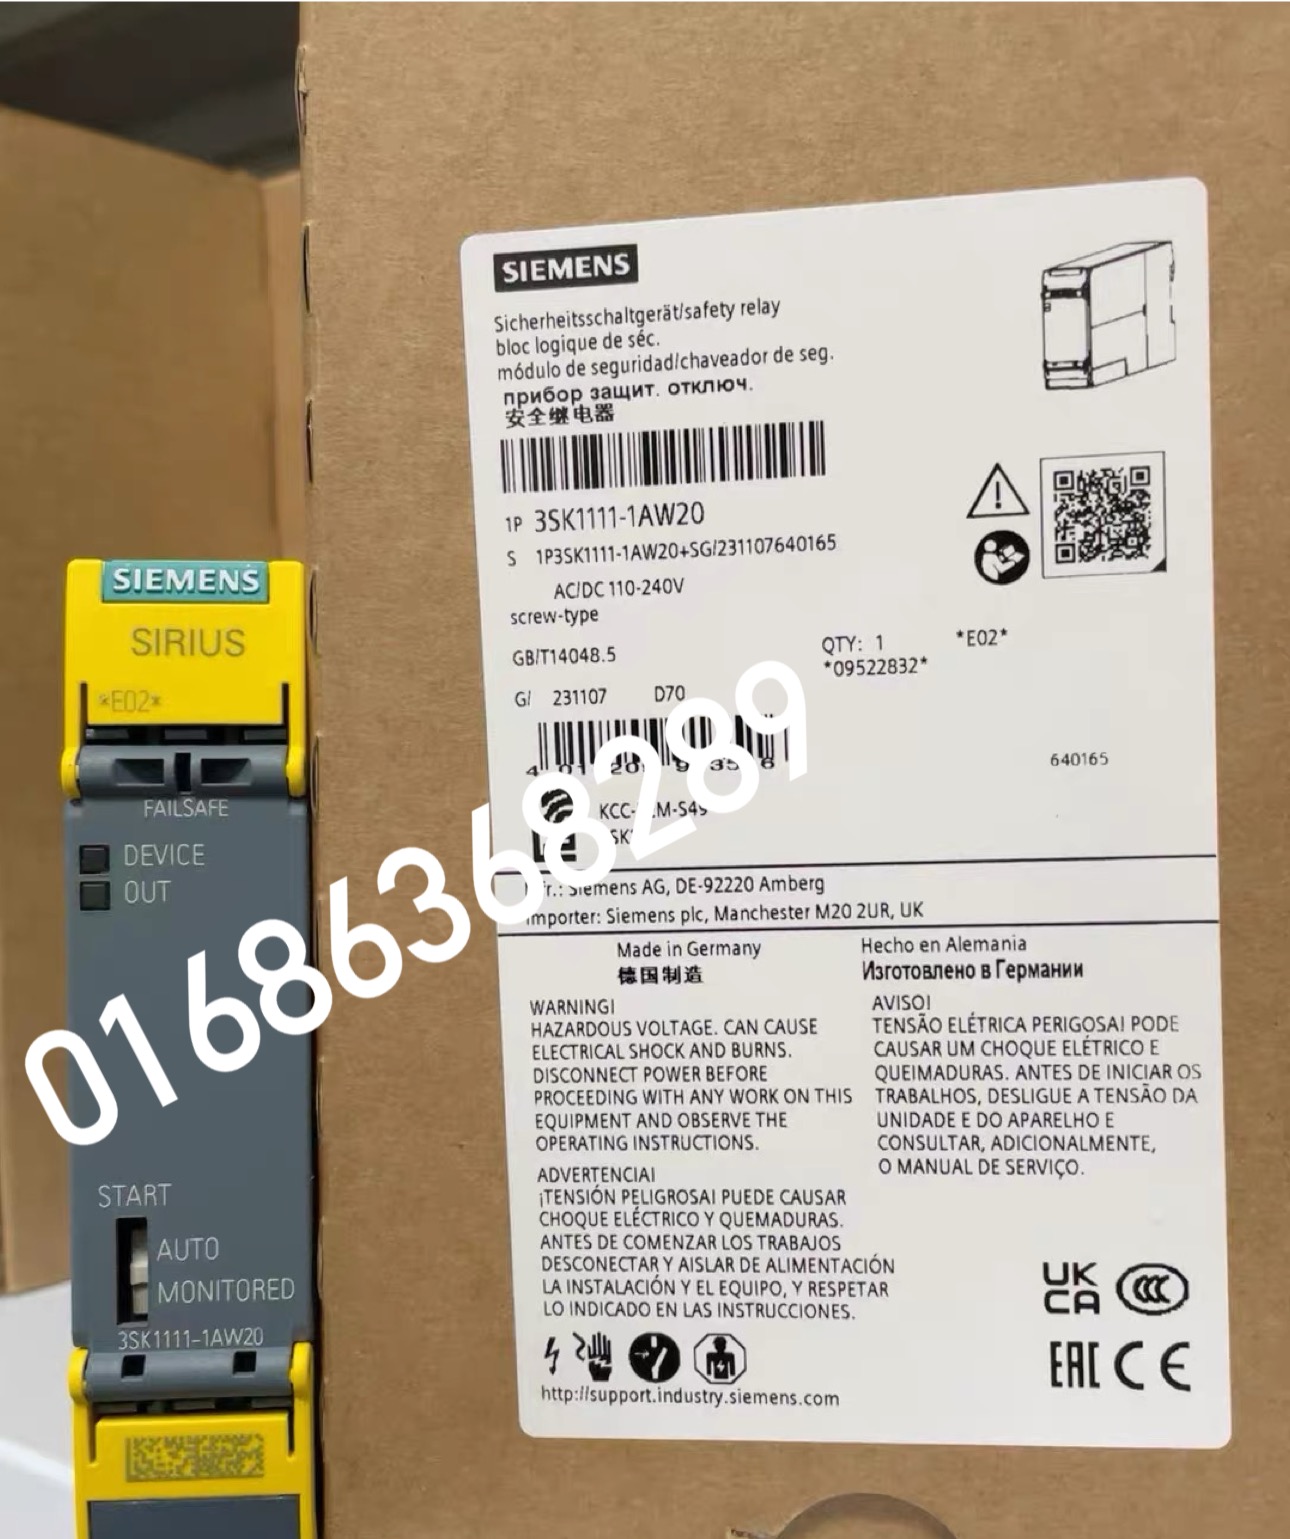 SIEMENS
SIRIUS
*E02*
FAILSAFE
DEVICE
OUT
START
AUTO
MONITORED
3SK1111-1AW20
SIEMENS
Sicherheitsschaltgerät/safety relay
bloc logique de séc.
módulo de seguridad/chaveador de seg.
прибор защит. отключ.
安全继电器
1P 3SK1111-1AW20
S 1P3SK1111-1AW20+SG/231107640165
AC/DC 110-240V
screw-type
GB/T14048.5
QTY: 1
*E02*
*09522832*
G/ 231107 D70
640165
Siemens AG, DE-92220 Amberg
Importer: Siemens plc, Manchester M20 2UR, UK
Made in Germany
德国制造
Hecho en Alemania
Изготовлено в Германии
WARNING!
HAZARDOUS VOLTAGE. CAN CAUSE
ELECTRICAL SHOCK AND BURNS.
DISCONNECT POWER BEFORE
PROCEEDING WITH ANY WORK ON THIS
EQUIPMENT AND OBSERVE THE
OPERATING INSTRUCTIONS.
ADVERTENCIA!
¡TENSIÓN PELIGROSA! PUEDE CAUSAR
CHOQUE ELÉCTRICO Y QUEMADURAS.
ANTES DE COMENZAR LOS TRABAJOS
DESCONECTAR Y AISLAR DE ALIMENTACIÓN
LA INSTALACIÓN Y EL EQUIPO, Y RESPETAR
LO INDICADO EN LAS INSTRUCCIONES.
AVISO!
TENSÃO ELÉTRICA PERIGOSA! PODE
CAUSAR UM CHOQUE ELÉTRICO E
QUEIMADURAS. ANTES DE INICIAR OS
TRABALHOS, DESLIGUE A TENSÃO DA
UNIDADE E DO APARELHO E
CONSULTAR, ADICIONALMENTE,
O MANUAL DE SERVIÇO.
UK
CA
CCC
EAC CE
http://support.industry.siemens.com
01686368289